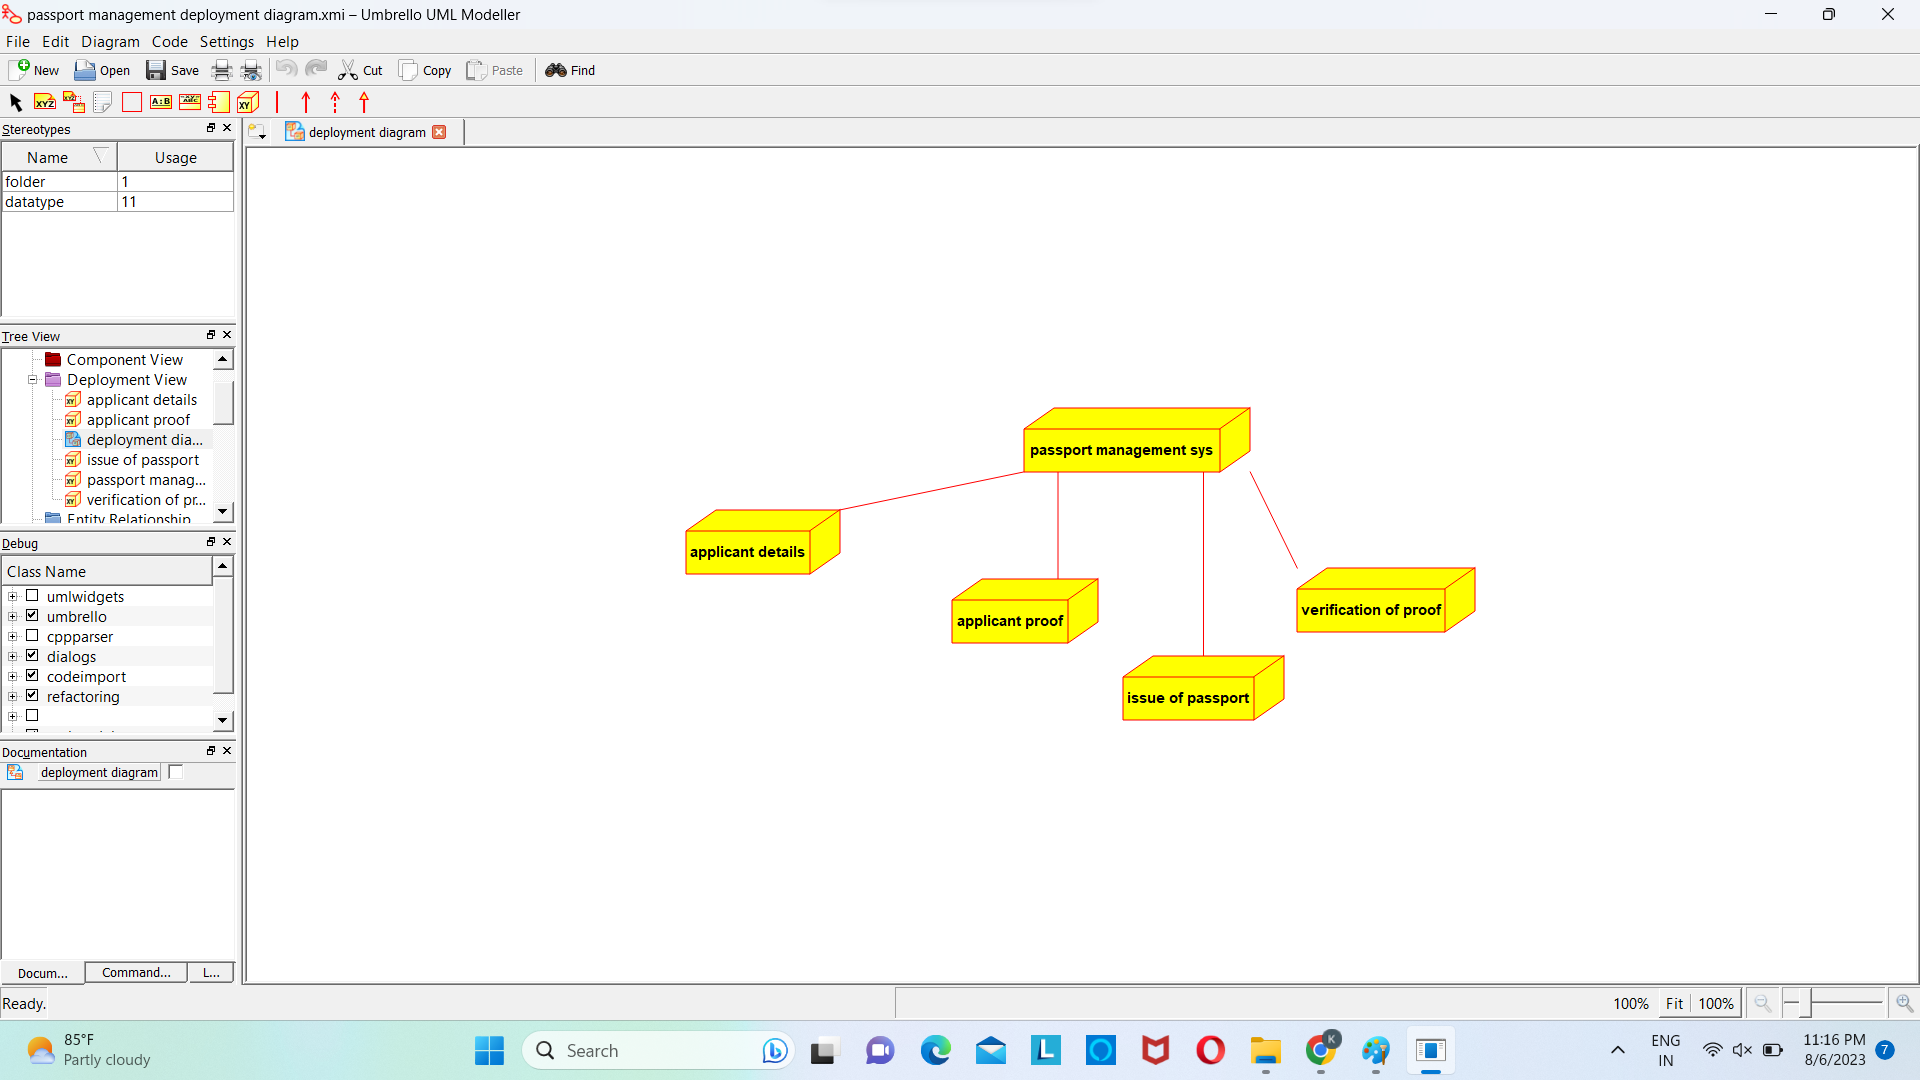 passport management deployment diagram.xmi – Umbrello UML Modeller
File Edit Diagram Code Settings Help
New Open Save Cut Copy Paste Find
XYZ A:B ABC XY
Stereotypes
deployment diagram
Name Usage
folder 1
datatype 11
Tree View
Component View
Deployment View
applicant details
applicant proof
deployment dia...
issue of passport
passport manag...
verification of pr...
Entity Relationship
Debug
Class Name
umlwidgets
umbrello
cppparser
dialogs
codeimport
refactoring
Documentation
deployment diagram
Docum... Command... L...
passport management sys
applicant details
applicant proof
verification of proof
issue of passport
Ready.
100% Fit 100%
85°F
Partly cloudy
Search
L
K
ENG
IN
11:16 PM
8/6/2023
7